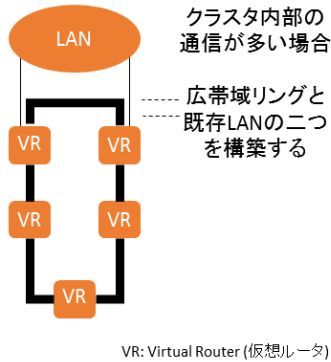 LAN
クラスタ内部の
通信が多い場合
広帯域リングと
既存LANの二つ
を構築する
VR
VR
VR
VR
VR
VR: Virtual Router (仮想ルータ)